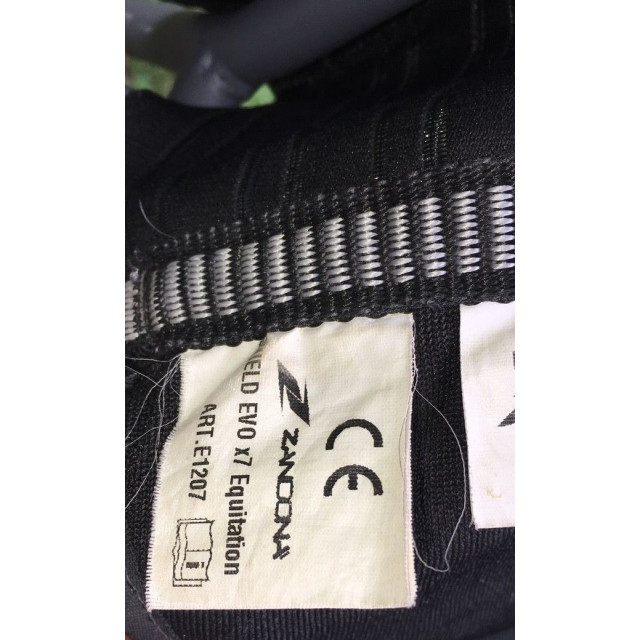 CE
ZANDONA
IELD EVO x7 Equitation
ART.E1207